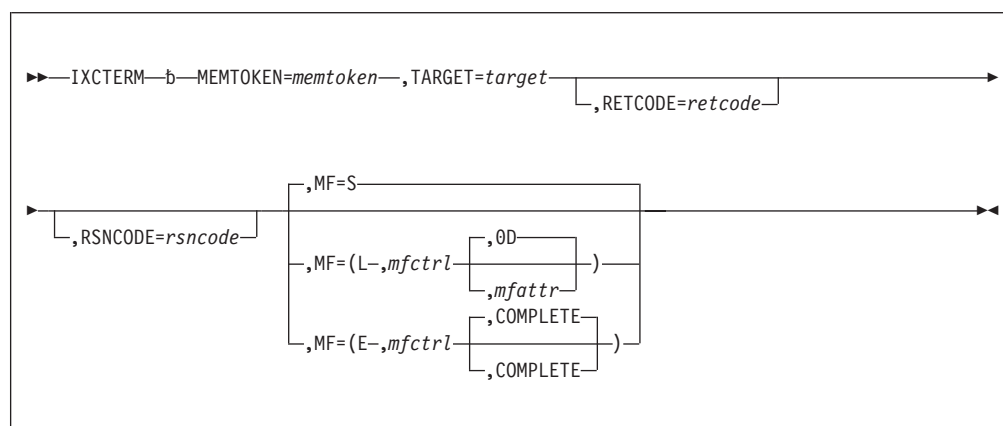 IXCTERM ƀ MEMTOKEN=memtoken ,TARGET=target
,RETCODE=retcode
,MF=S
,RSNCODE=rsncode
,0D
,MF=(L ,mfctrl )
,mfattr
,COMPLETE
,MF=(E ,mfctrl )
,COMPLETE